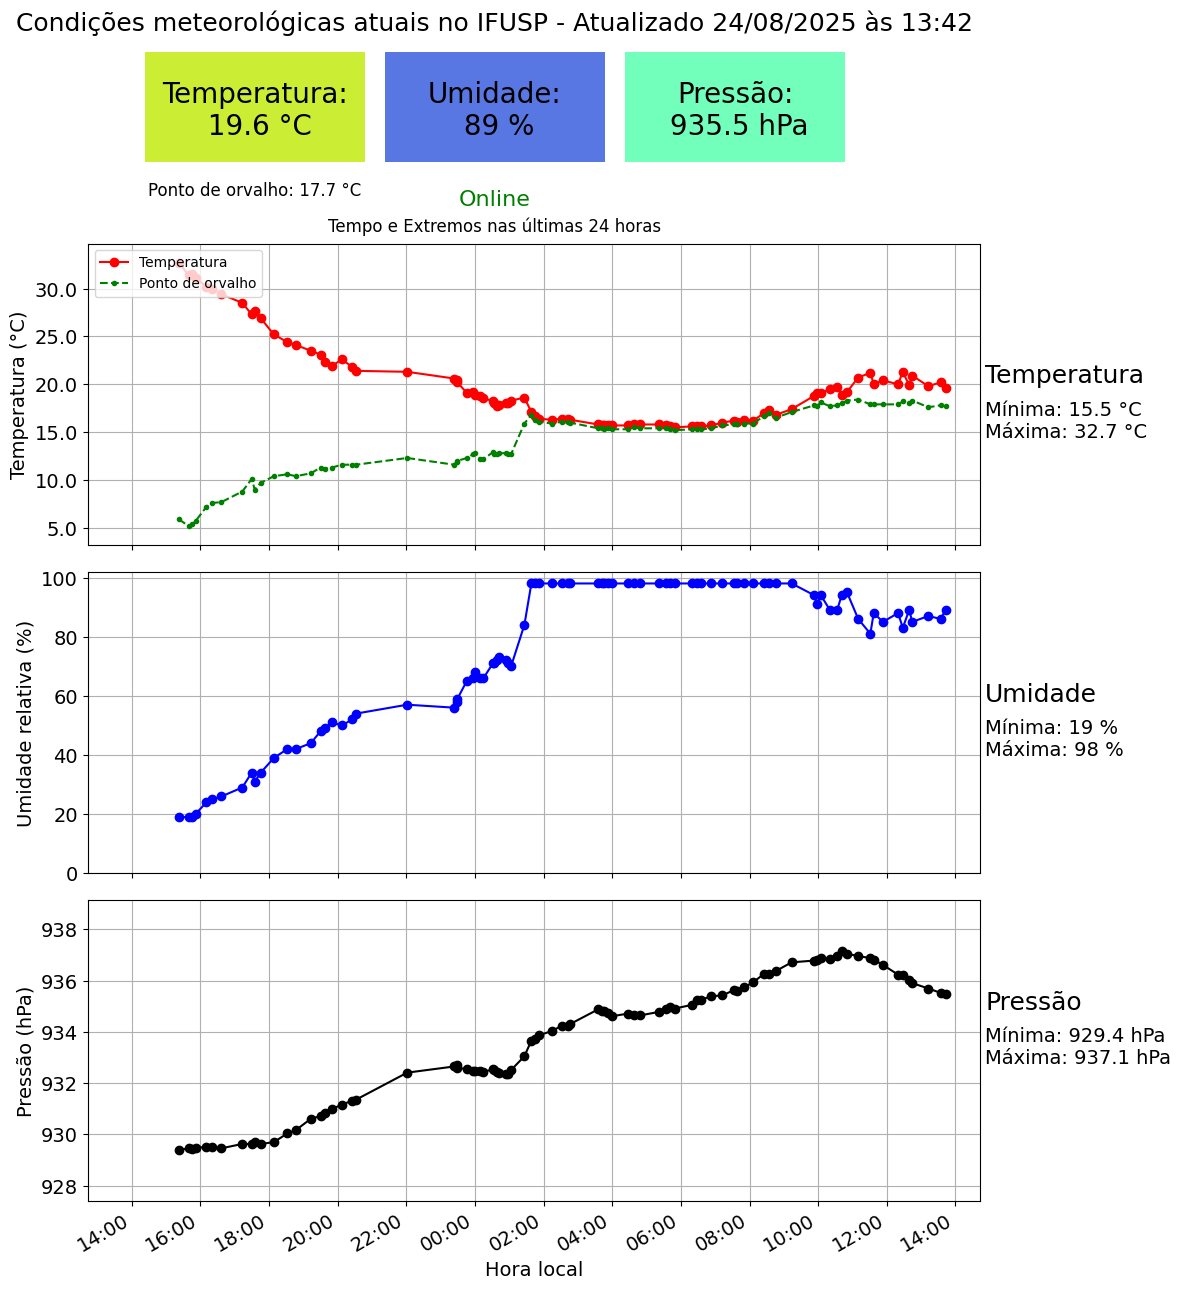 Condições meteorológicas atuais no IFUSP - Atualizado 24/08/2025 às 13:42
Temperatura:
19.6 °C
Umidade:
89 %
Pressão:
935.5 hPa
Ponto de orvalho: 17.7 °C
Online
Tempo e Extremos nas últimas 24 horas
Temperatura
Ponto de orvalho
Temperatura (°C)
30.0
25.0
20.0
15.0
10.0
5.0
Temperatura
Mínima: 15.5 °C
Máxima: 32.7 °C
Umidade relativa (%)
100
80
60
40
20
0
Umidade
Mínima: 19 %
Máxima: 98 %
Pressão (hPa)
938
936
934
932
930
928
Pressão
Mínima: 929.4 hPa
Máxima: 937.1 hPa
14:00
16:00
18:00
20:00
22:00
00:00
02:00
04:00
06:00
08:00
10:00
12:00
14:00
Hora local